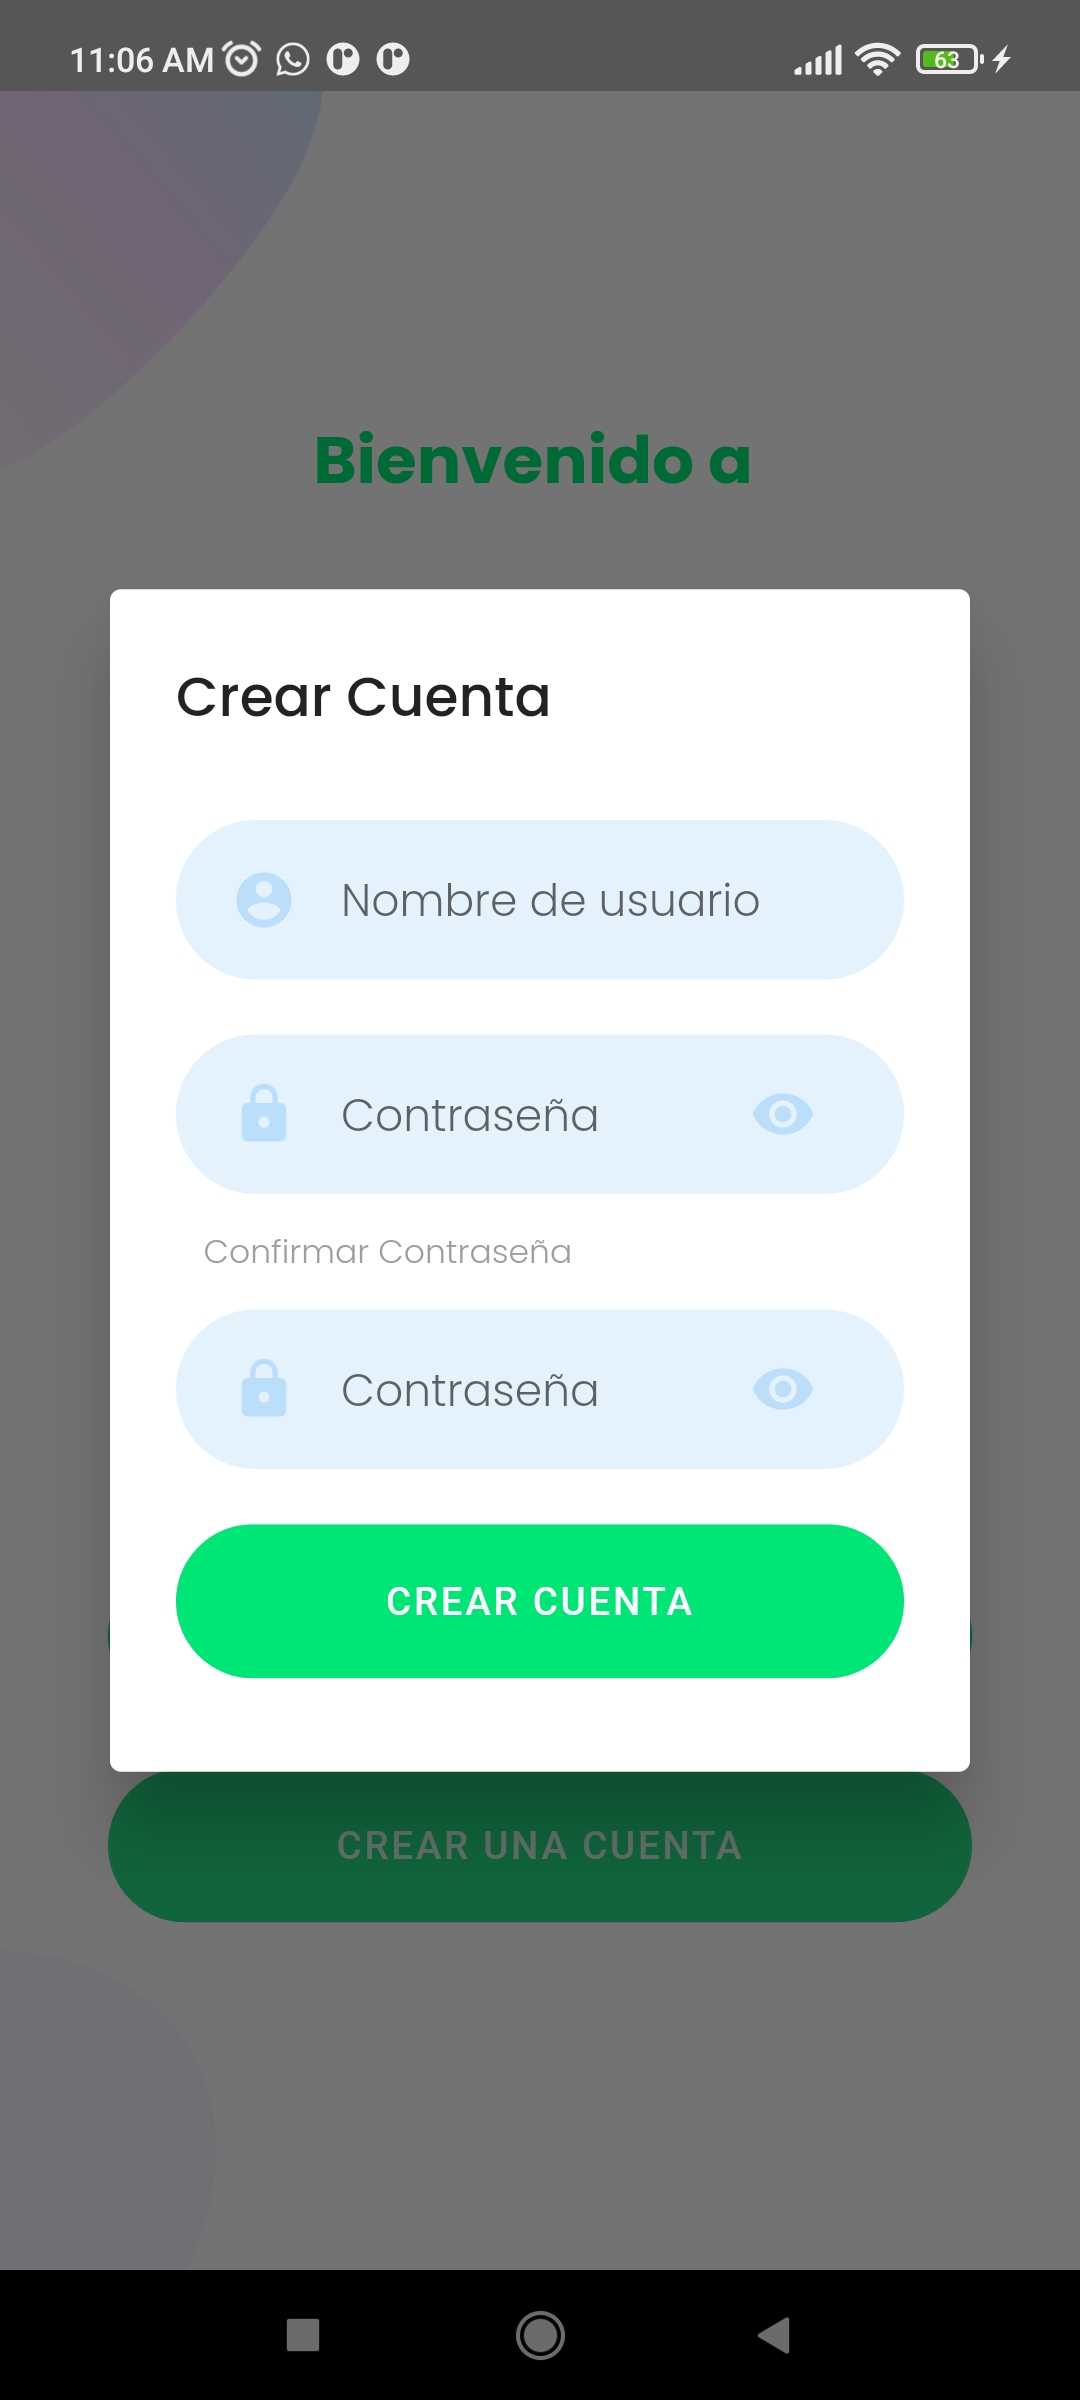 11:06 AM
63
Bienvenido a
Crear Cuenta
Nombre de usuario
Contraseña
Confirmar Contraseña
Contraseña
CREAR CUENTA
CREAR UNA CUENTA